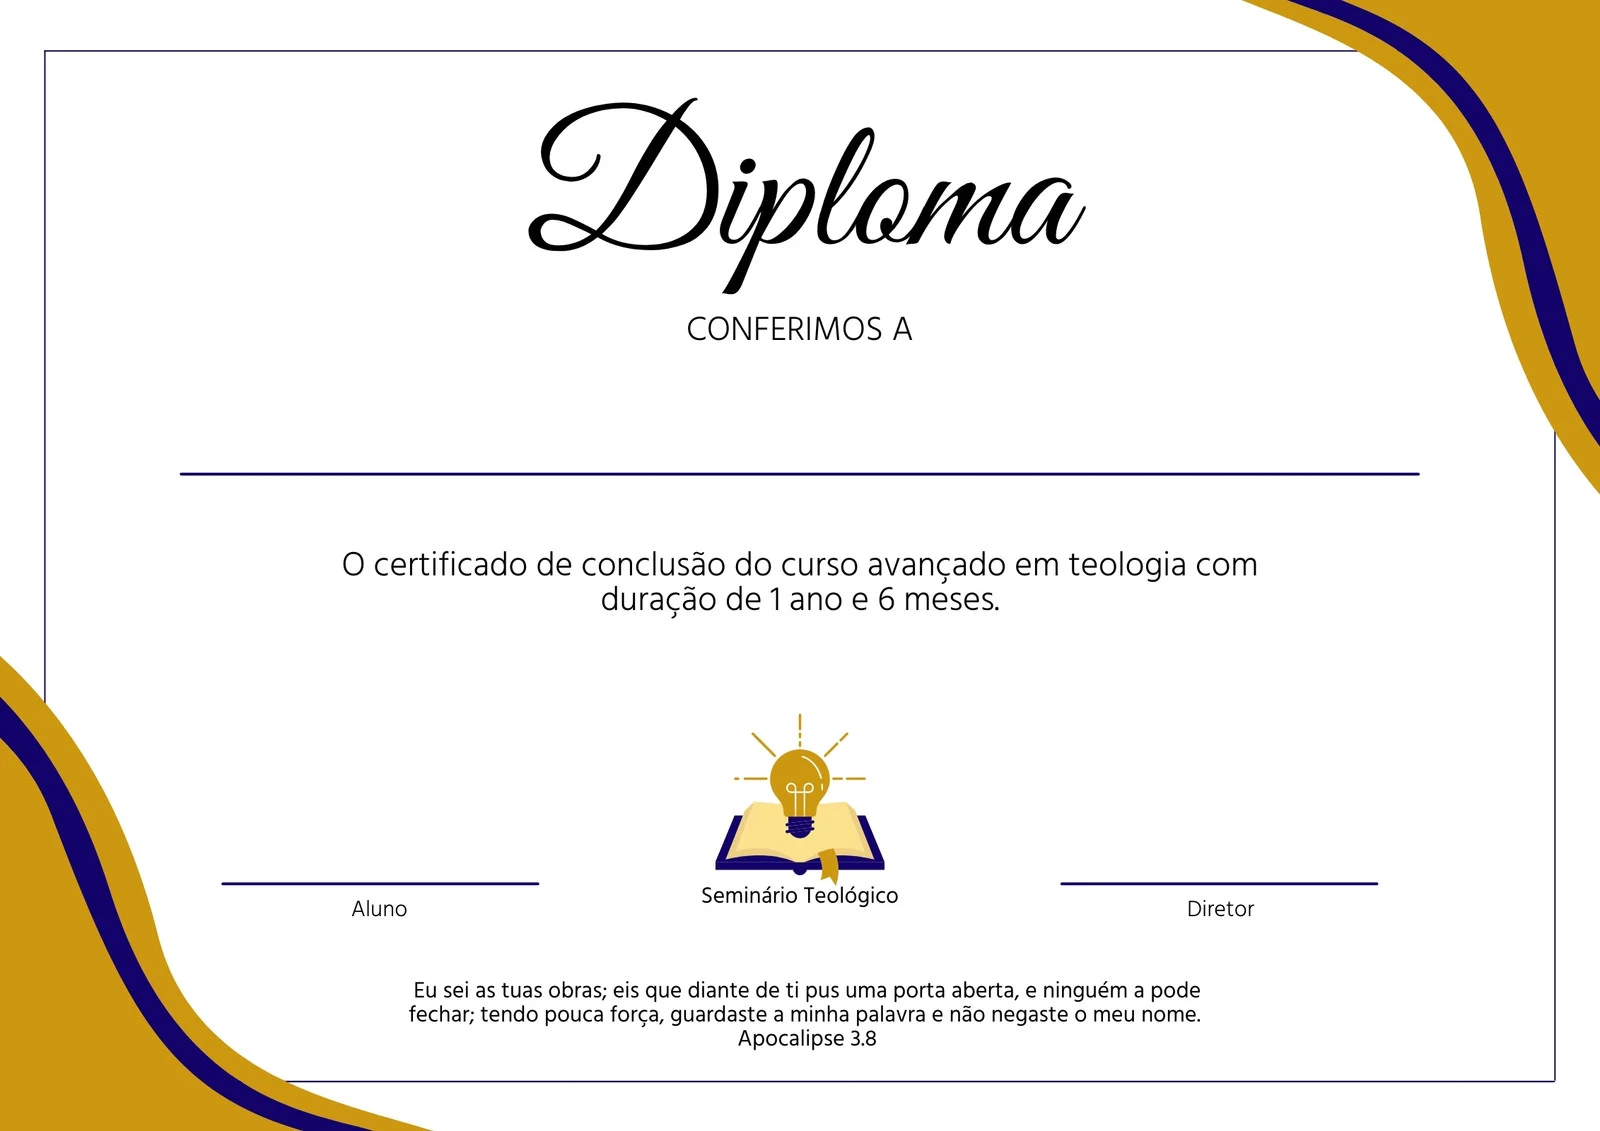 Diploma
CONFERIMOS A
O certificado de conclusão do curso avançado em teologia com
duração de 1 ano e 6 meses.
Seminário Teológico
Aluno
Diretor
Eu sei as tuas obras; eis que diante de ti pus uma porta aberta, e ninguém a pode
fechar; tendo pouca força, guardaste a minha palavra e não negaste o meu nome.
Apocalipse 3.8